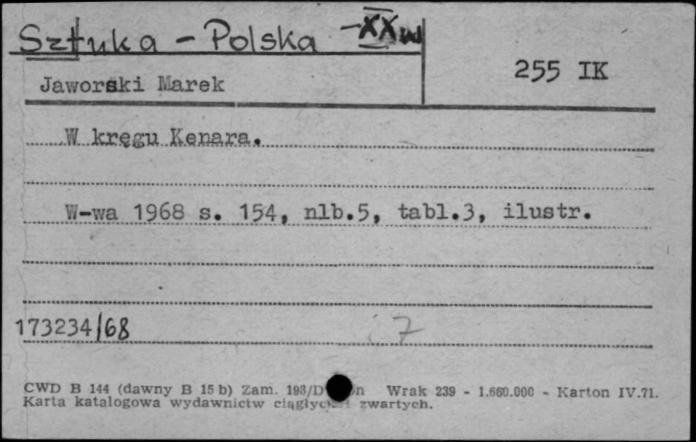 Sztuka - Polska - XXw
255 IK
Jaworski Marek
W kręgu Kenara.
W-wa 1968 s. 154, nlb.5, tabl.3, ilustr.
173234/68 7
CWD B 144 (dawny B 15 b) Zam. 193/D Wrak 239 - 1.660.000 - Karton IV.71.
Karta katalogowa wydawnictw zwartych.